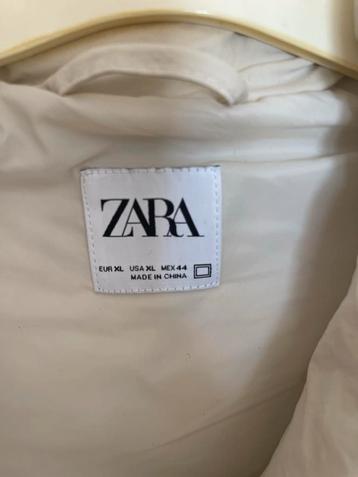 ZARA
EUR XL USA XL MEX 44
MADE IN CHINA